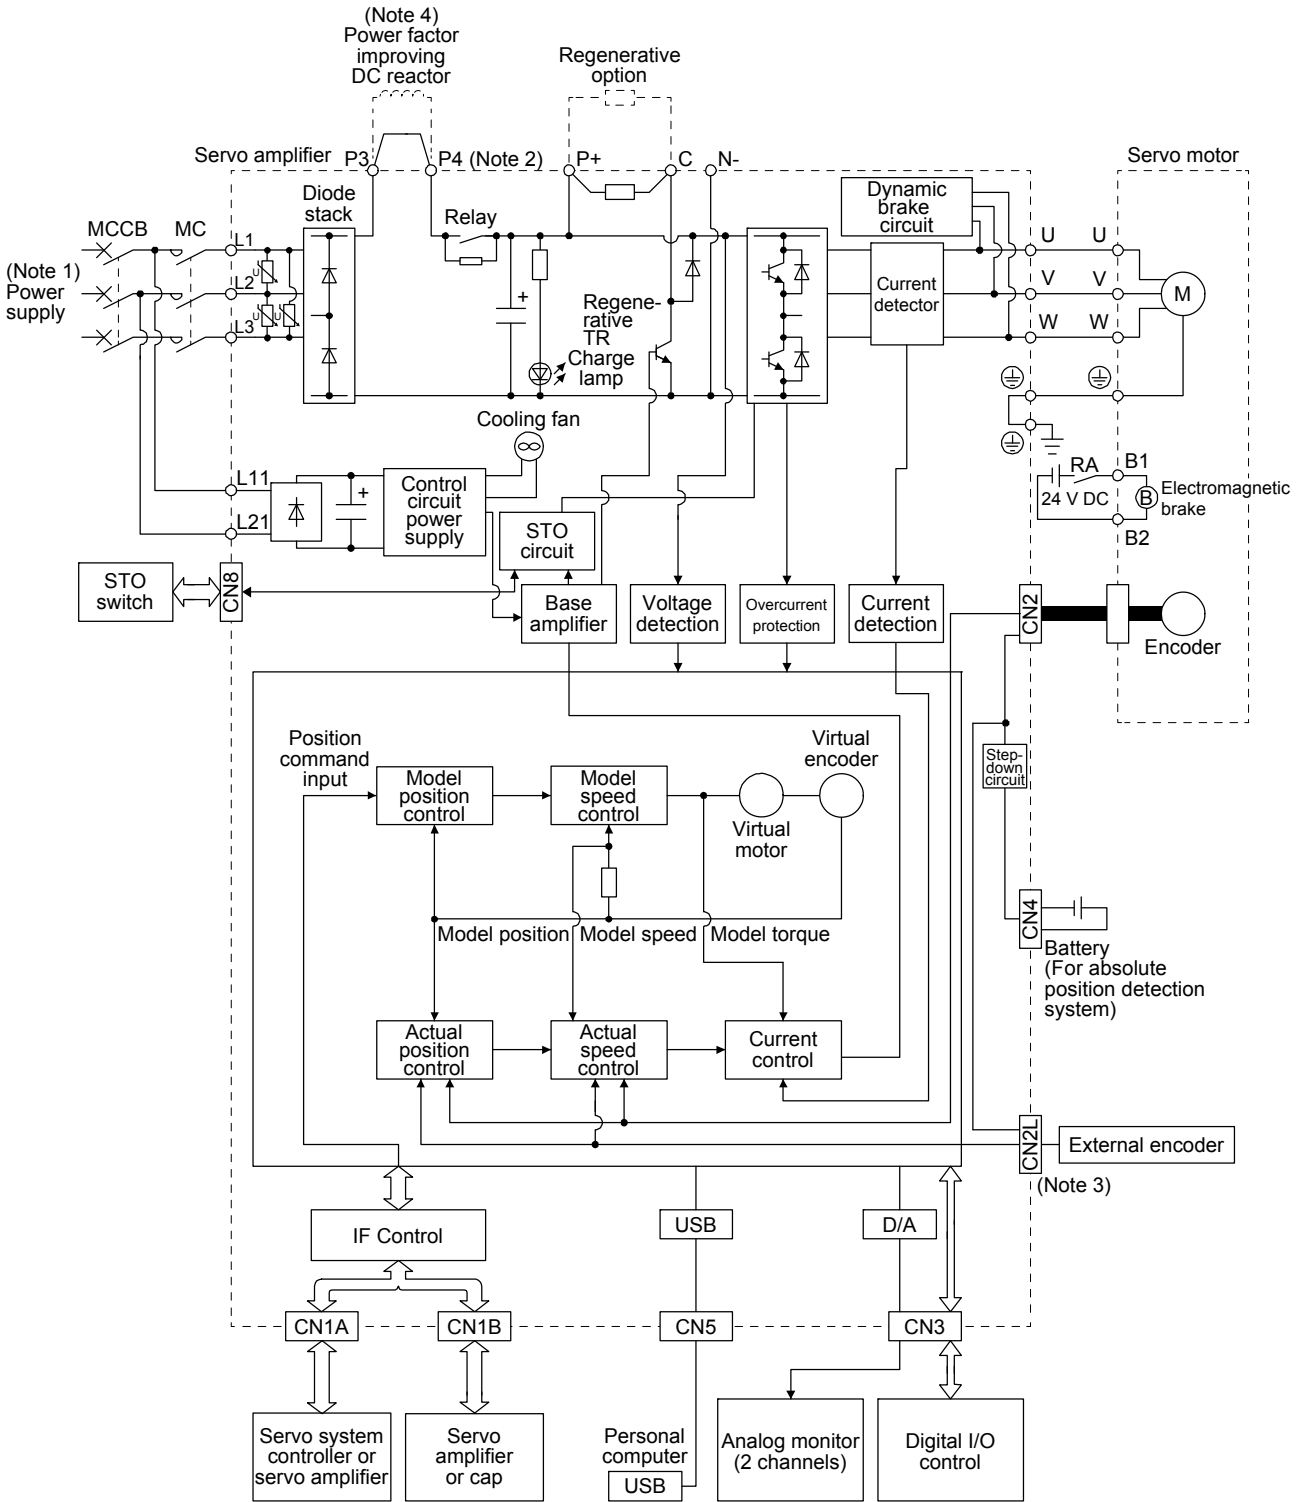 (Note 4)
Power factor
improving
DC reactor
Regenerative
option
Servo amplifier
P3
P4 (Note 2)
P+
C
N-
Servo motor
Diode
stack
Relay
Dynamic
brake
circuit
MCCB
MC
L1
L2
L3
U
U
U
(Note 1)
Power
supply
+
Regene-
rative
TR
Charge
lamp
Current
detector
U
U
V
V
W
W
M
Cooling fan
L11
L21
+
Control
circuit
power
supply
STO
circuit
RA
24 V DC
B1
B
B2
Electromagnetic
brake
STO
switch
CN8
Base
amplifier
Voltage
detection
Overcurrent
protection
Current
detection
CN2
Encoder
Position
command
input
Model
position
control
Model
speed
control
Virtual
motor
Virtual
encoder
Step-
down
circuit
Model position
Model speed
Model torque
CN4
Battery
(For absolute
position detection
system)
Actual
position
control
Actual
speed
control
Current
control
CN2L
External encoder
(Note 3)
IF Control
USB
D/A
CN1A
CN1B
CN5
CN3
Servo system
controller or
servo amplifier
Servo
amplifier
or cap
Personal
computer
USB
Analog monitor
(2 channels)
Digital I/O
control